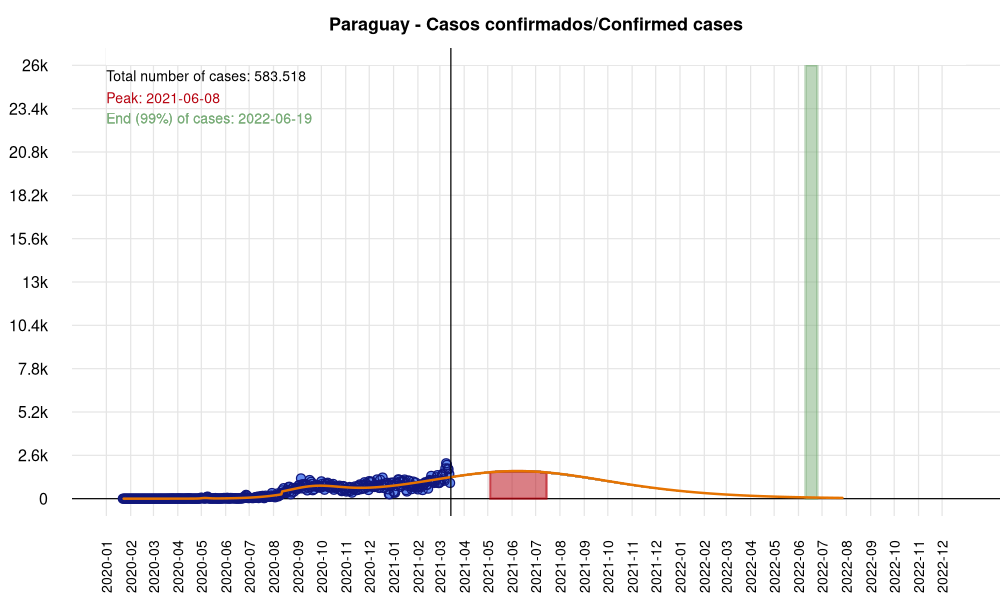 Paraguay - Casos confirmados/Confirmed cases
Total number of cases: 583.518
Peak: 2021-06-08
End (99%) of cases: 2022-06-19
26k
23.4k
20.8k
18.2k
15.6k
13k
10.4k
7.8k
5.2k
2.6k
0
2020-01
2020-02
2020-03
2020-04
2020-05
2020-06
2020-07
2020-08
2020-09
2020-10
2020-11
2020-12
2021-01
2021-02
2021-03
2021-04
2021-05
2021-06
2021-07
2021-08
2021-09
2021-10
2021-11
2021-12
2022-01
2022-02
2022-03
2022-04
2022-05
2022-06
2022-07
2022-08
2022-09
2022-10
2022-11
2022-12